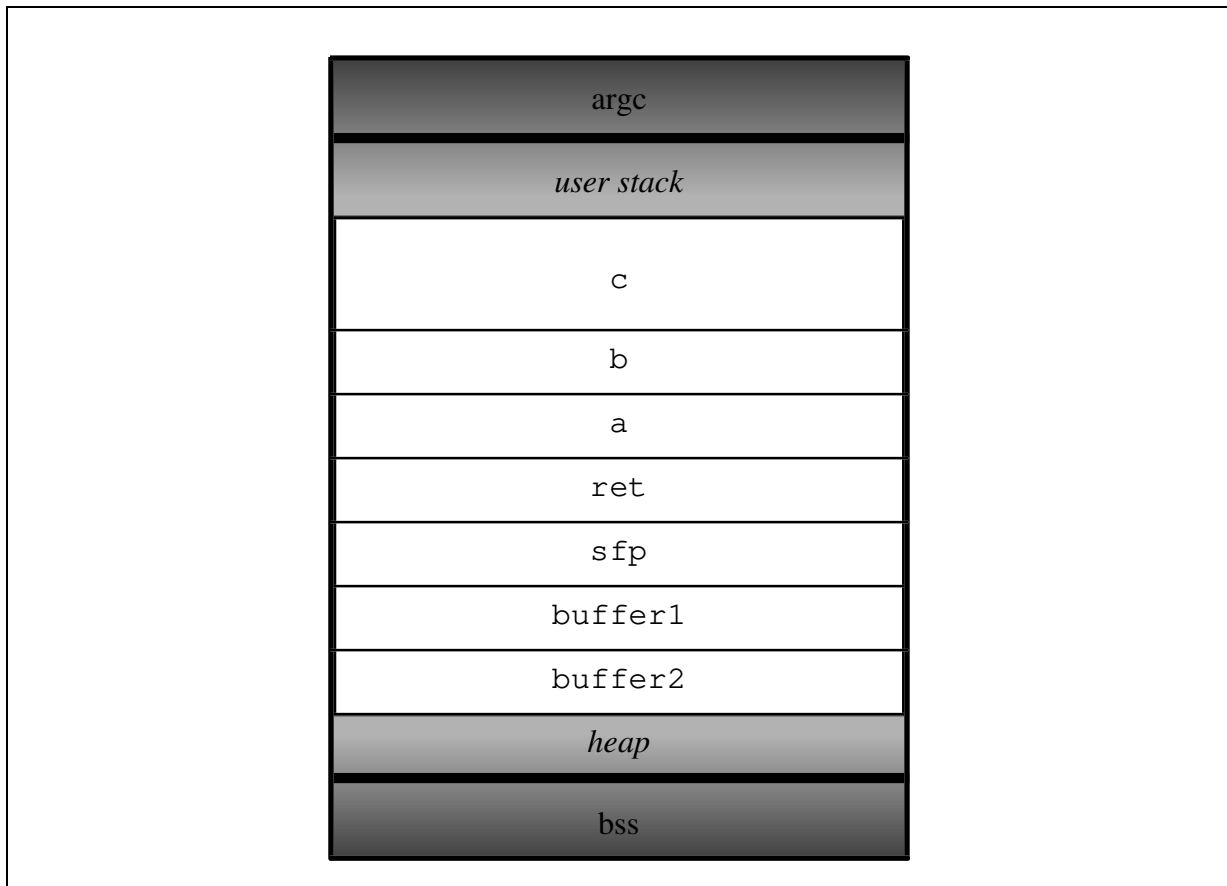 argc
user stack
c
b
a
ret
sfp
buffer1
buffer2
heap
bss